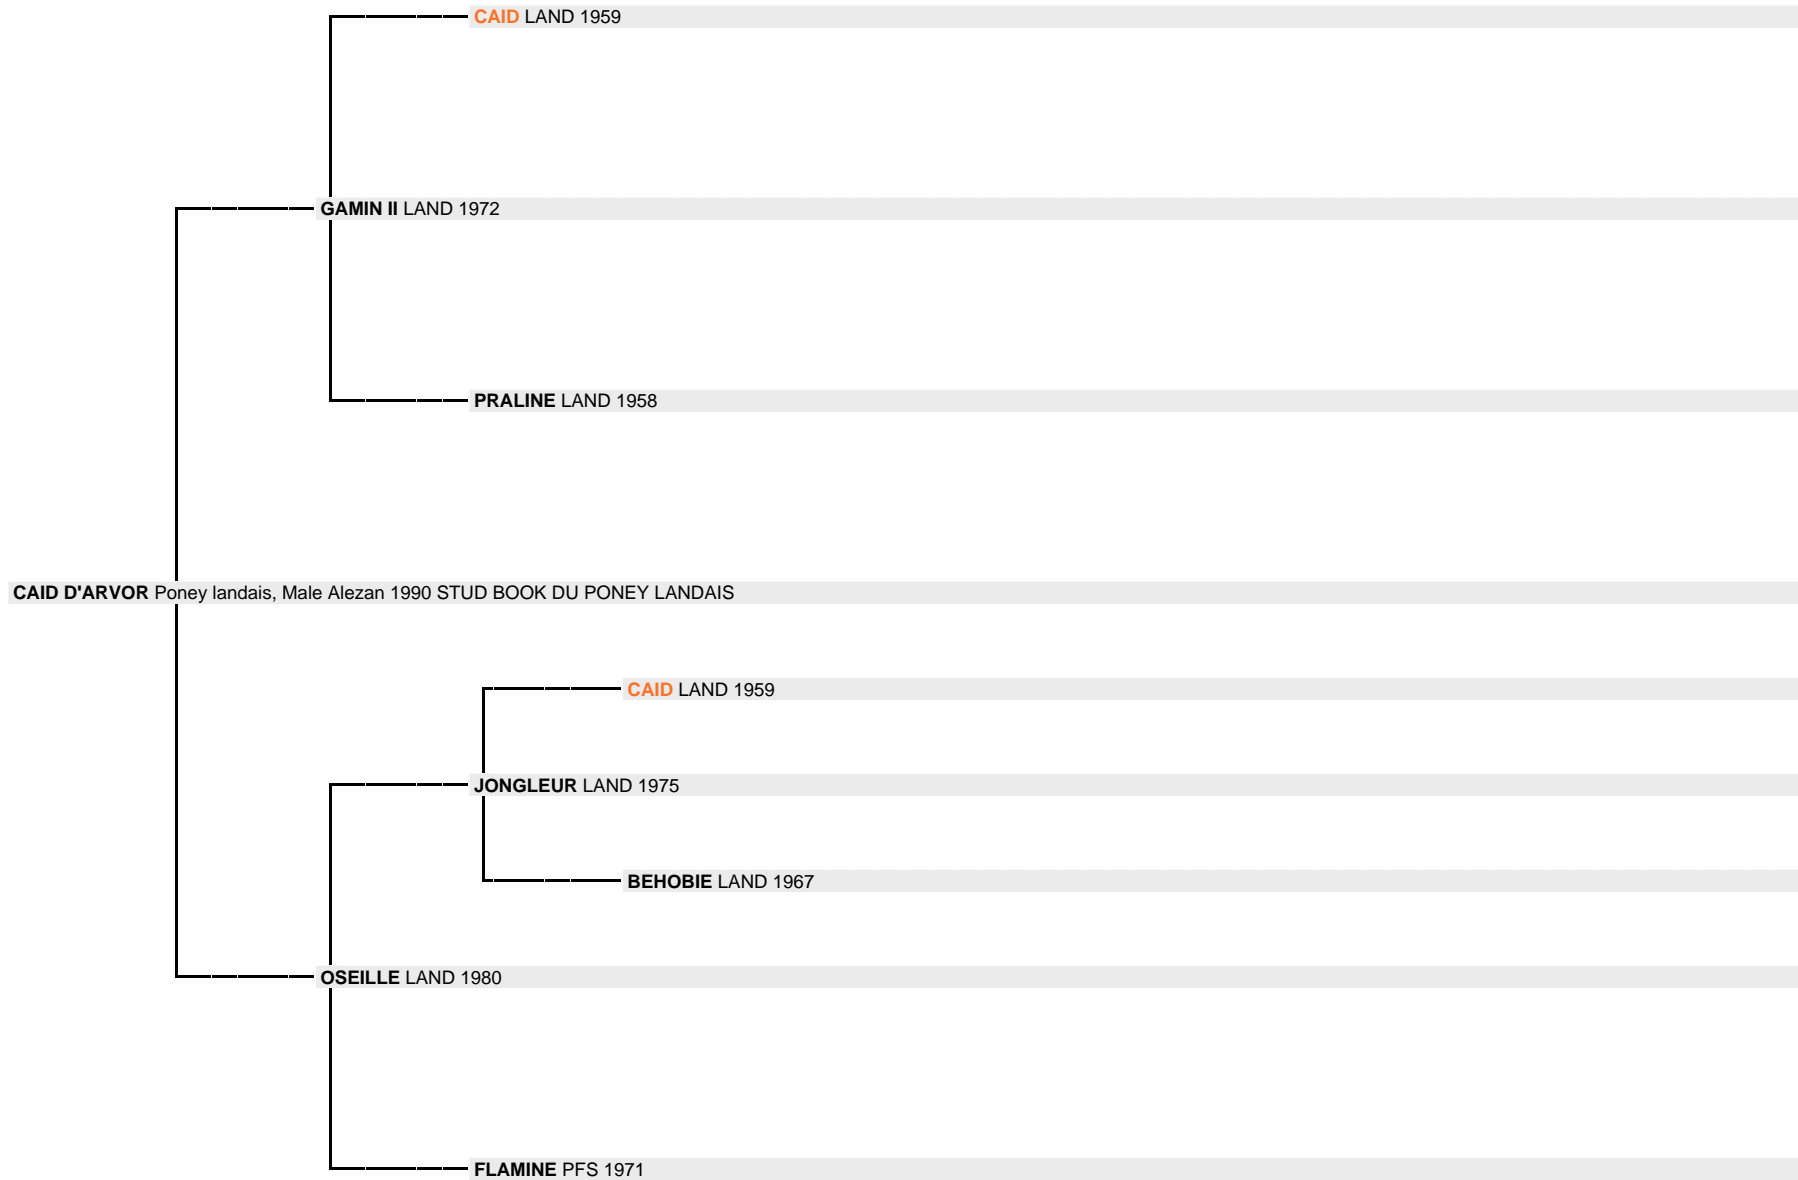 CAID LAND 1959
GAMIN II LAND 1972
PRALINE LAND 1958
CAID D'ARVOR Poney landais, Male Alezan 1990 STUD BOOK DU PONEY LANDAIS
CAID LAND 1959
JONGLEUR LAND 1975
BEHOBIE LAND 1967
OSEILLE LAND 1980
FLAMINE PFS 1971